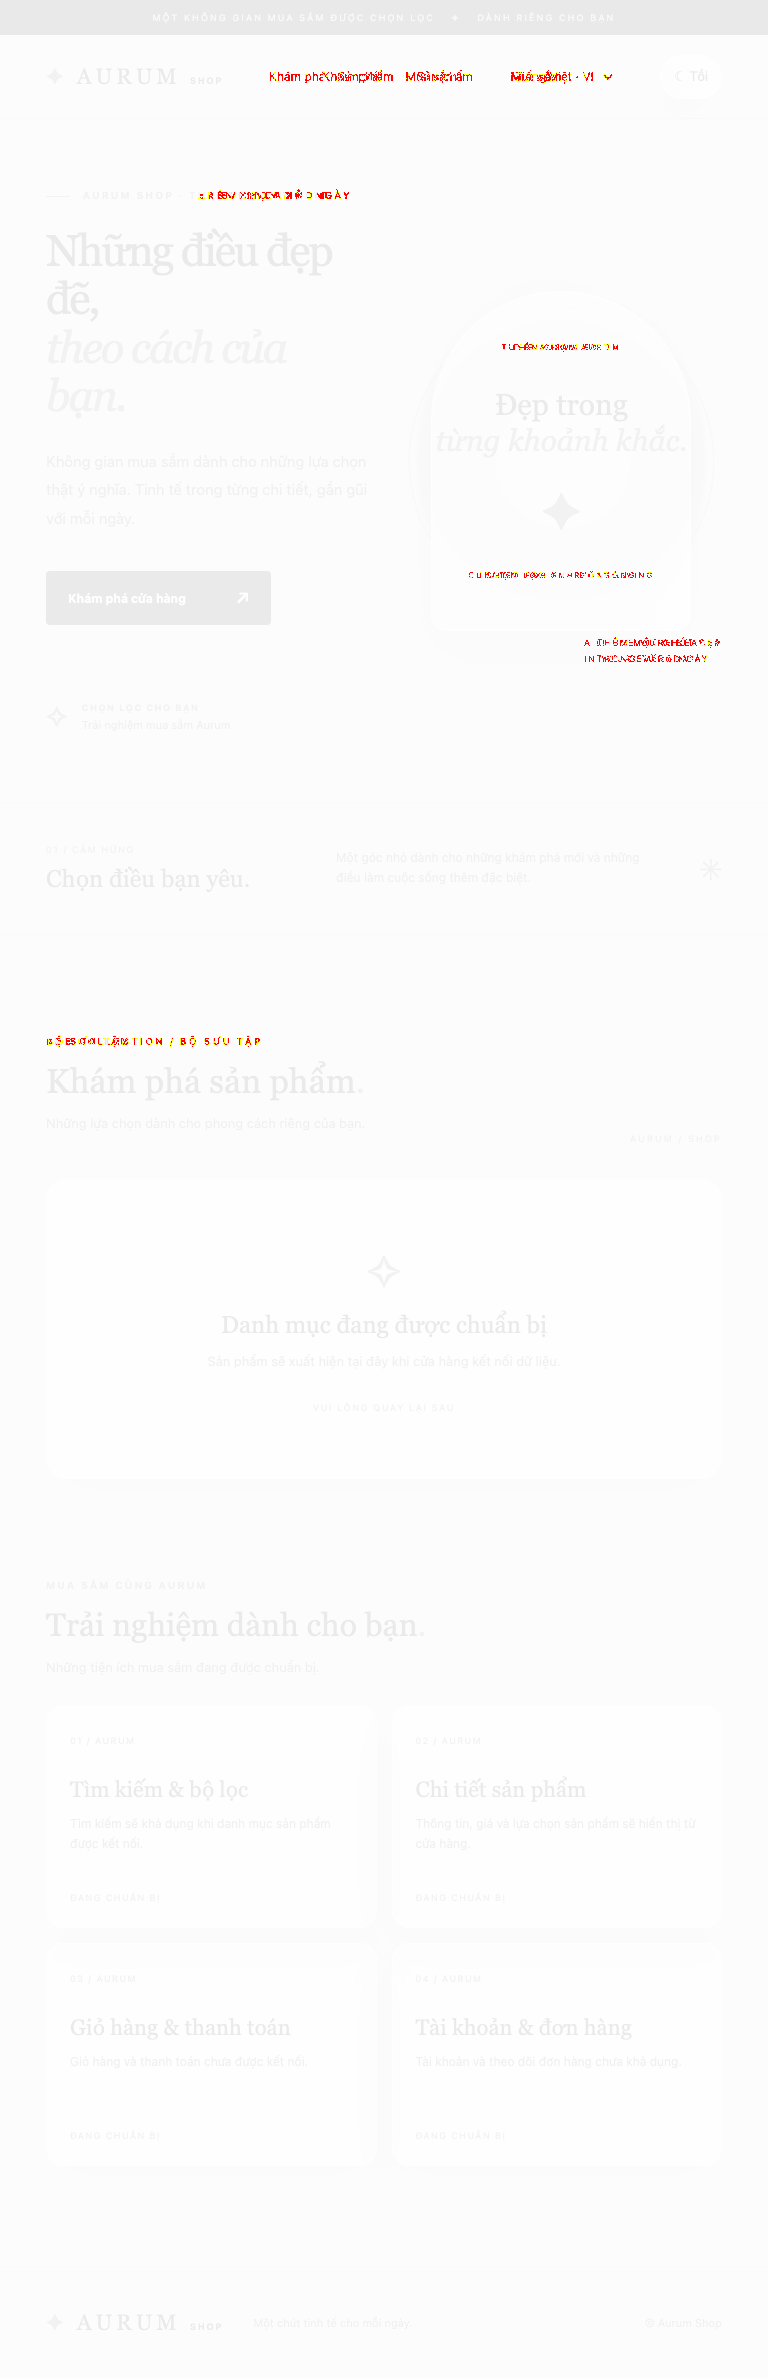 MỘT KHÔNG GIAN MUA SẮM ĐƯỢC CHỌN LỌC ✦ DÀNH RIÊNG CHO BẠN
AURUM SHOP
☾ Tối
AURUM SHOP ·
Những điều đẹp
đẽ,
theo cách của
bạn.
Không gian mua sắm dành cho những lựa chọn
thật ý nghĩa. Tinh tế trong từng chi tiết, gần gũi
với mỗi ngày.
Khám phá cửa hàng
CHỌN LỌC CHO BẠN
Trải nghiệm mua sắm Aurum.
Đẹp trong
từng khoảnh khắc.
01 / CẢM HỨNG
Chọn điều bạn yêu.
Một góc nhỏ dành cho những khám phá mới và những
điều làm cuộc sống thêm đặc biệt.
/ BỘ SƯU TẬP
Khám phá sản phẩm.
Những lựa chọn dành cho phong cách riêng của bạn.
AURUM / SHOP
Danh mục đang được chuẩn bị
Sản phẩm sẽ xuất hiện tại đây khi cửa hàng kết nối dữ liệu.
VUI LÒNG QUAY LẠI SAU
MUA SẮM CÙNG AURUM
Trải nghiệm dành cho bạn.
Những tiện ích mua sắm đang được chuẩn bị.
01 / AURUM
Tìm kiếm & bộ lọc
Tìm kiếm sẽ khả dụng khi danh mục sản phẩm
được kết nối.
ĐANG CHUẨN BỊ
02 / AURUM
Chi tiết sản phẩm
Thông tin, giá và lựa chọn sản phẩm sẽ hiển thị từ
cửa hàng.
ĐANG CHUẨN BỊ
03 / AURUM
Giỏ hàng & thanh toán
Giỏ hàng và thanh toán chưa được kết nối.
ĐANG CHUẨN BỊ
04 / AURUM
Tài khoản & đơn hàng
Tài khoản và theo dõi đơn hàng chưa khả dụng.
ĐANG CHUẨN BỊ
AURUM SHOP
Một chút tinh tế cho mỗi ngày.
© Aurum Shop